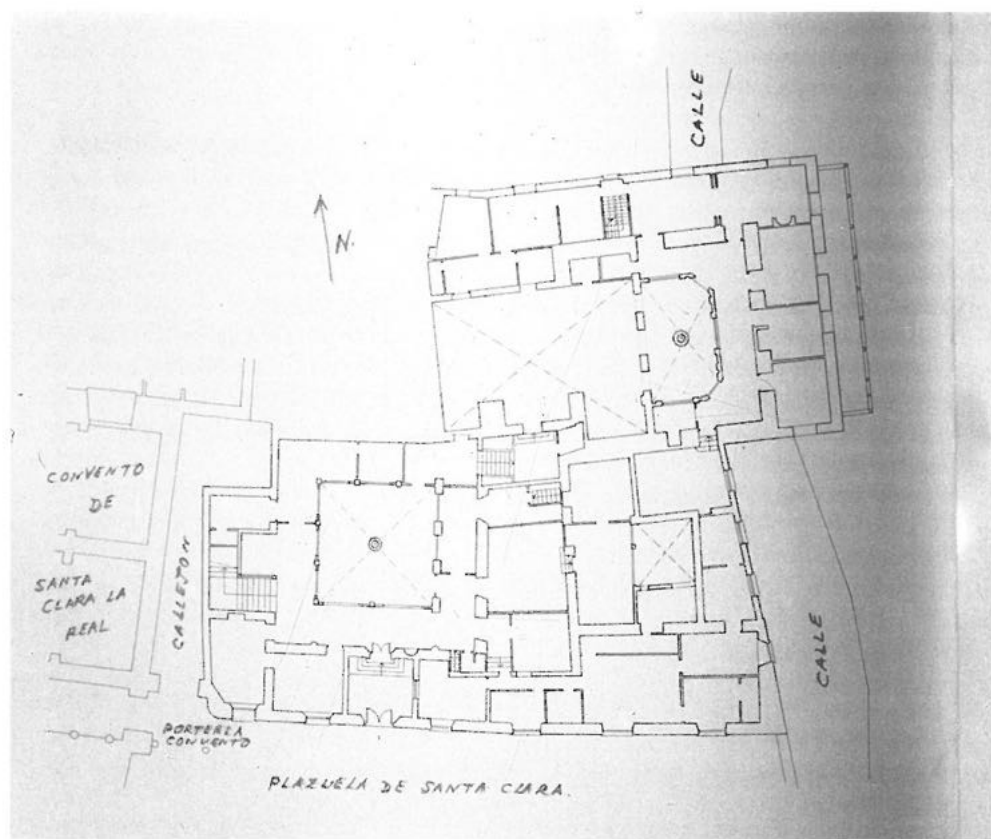 CALLE
N.
CONVENTO
DE
SANTA
CLARA LA
REAL
CALLEJON
CALLE
PORTERIA
CONVENTO
PLAZUELA DE SANTA CLARA.